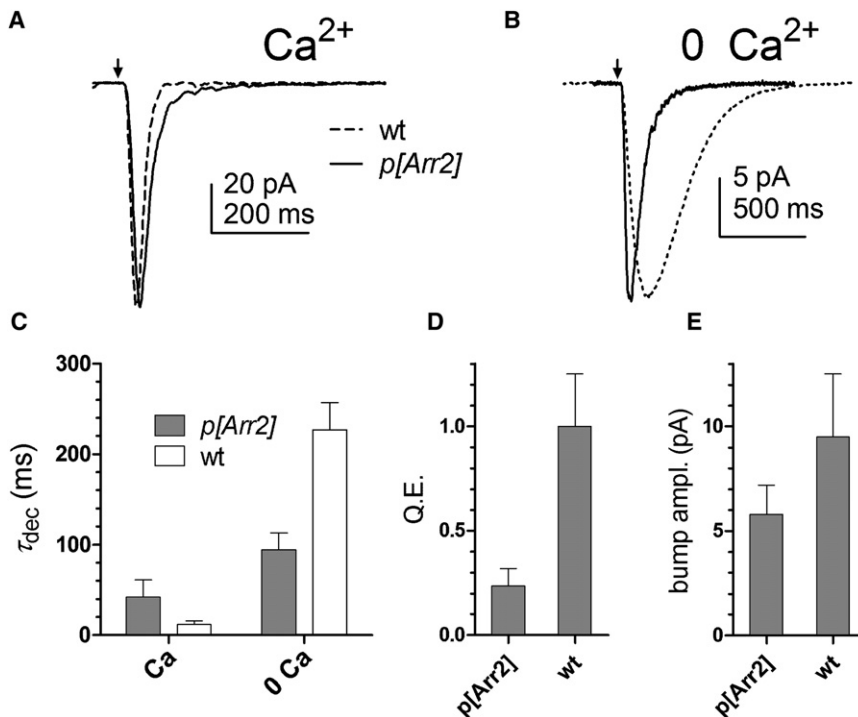 A
Ca2+
B
0 Ca2+
wt
p[Arr2]
20 pA
200 ms
5 pA
500 ms
C
300
200
100
0
τdec (ms)
p[Arr2]
wt
Ca
0 Ca
D
1.0
0.5
0.0
Q.E.
p[Arr2]
wt
E
10
5
0
bump ampl. (pA)
p[Arr2]
wt